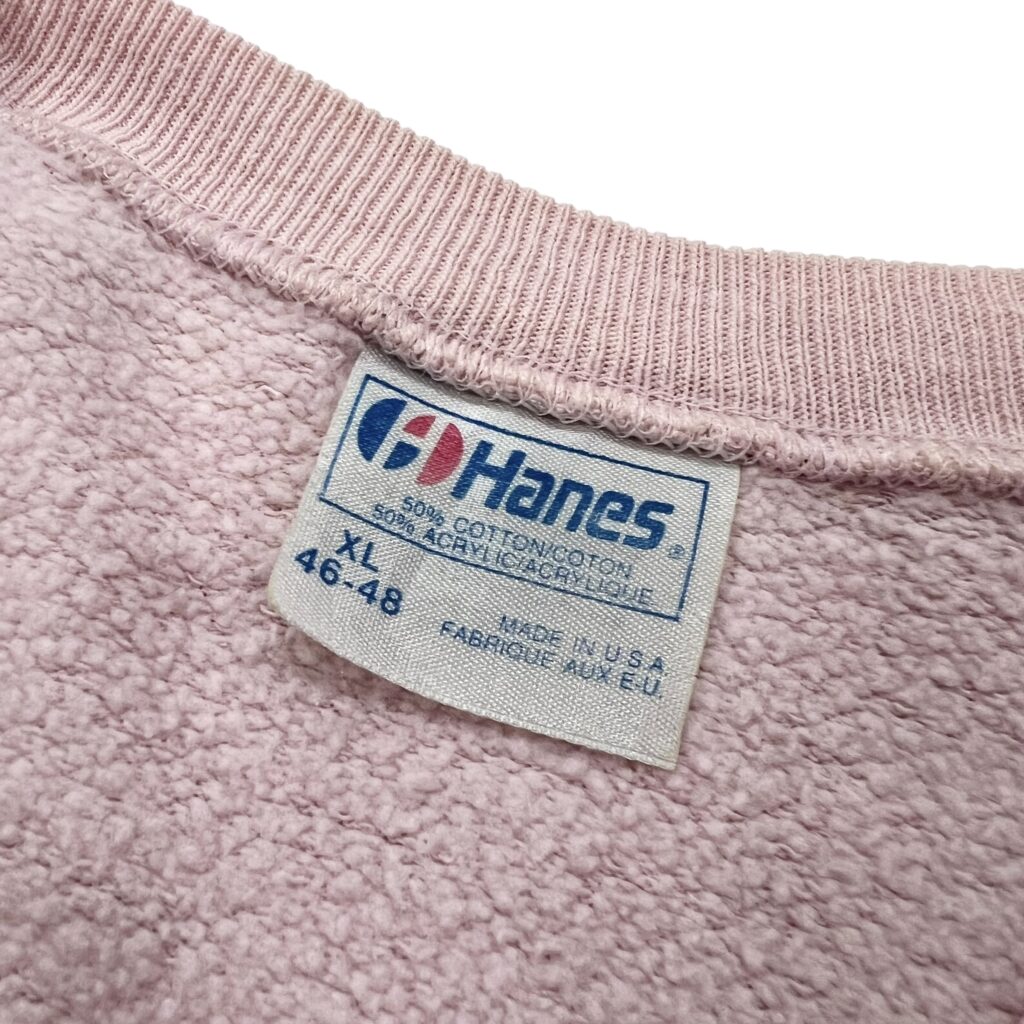 Hanes®
50% COTTON/COTON
50% ACRYLIC/ACRYLIQUE
XL
46-48
MADE IN U S A
FABRIQUE AUX E-U.